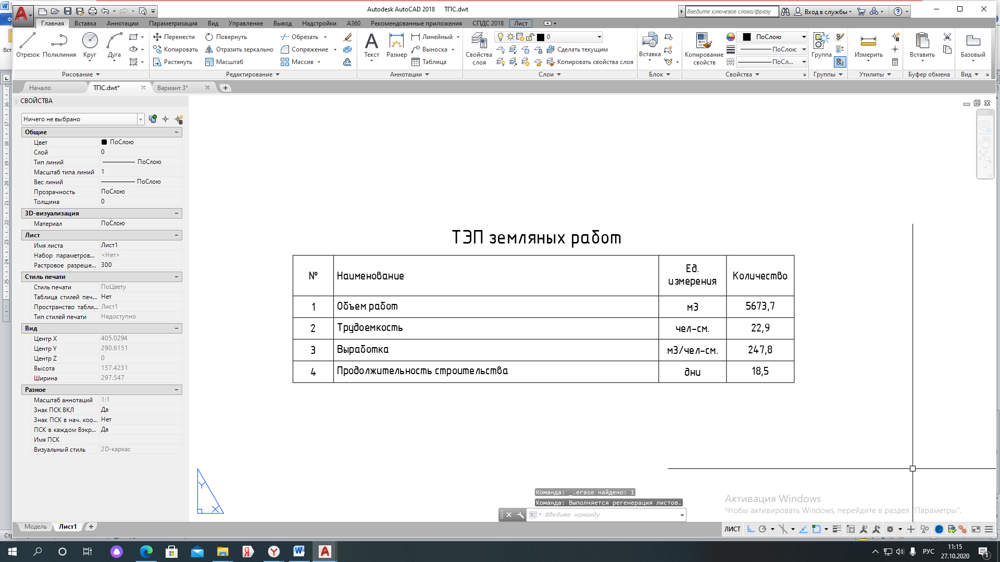 Autodesk AutoCAD 2018 ТПС.dwt
Введите ключевое слово/фразу
Вход в службы
Главная Вставка Аннотации Параметризация Вид Управление Вывод Надстройки A360 Рекомендованные приложения СПДС 2018 Лист
Отрезок Полилиния Круг Дуга
Перенести Повернуть Обрезать
Копировать Отразить зеркально Сопряжение
Растянуть Масштаб Массив
Текст Размер
Линейный
Выноска
Таблица
Свойства слоя
0
Сделать текущим
Копировать свойства слоя
Вставка
Копирование свойств
ПоСлою
ПоСлоюс
ПоСл...
Группа Измерить Вставить Базовый
Рисование Редактирование Аннотации Слои Блок Свойства Группы Утилиты Буфер обмена Вид
Начало ТПС.dwt* Вариант 3*
СВОЙСТВА
Ничего не выбрано
Общие
Цвет ПоСлою
Слой 0
Тип линий ПоСлою
Масштаб типа линий 1
Вес линий ПоСлою
Прозрачность ПоСлою
Толщина 0
3D-визуализация
Материал ПоСлою
Лист
Имя листа Лист1
Набор параметров... <Нет>
Растровое разреше... 300
Стиль печати
Стиль печати ПоЦвету
Таблица стилей печ... Нет
Пространство табли... Лист1
Тип стилей печати Недоступно
Вид
Центр X 405.0294
Центр Y 290.6151
Центр Z 0
Высота 157.4231
Ширина 297.547
Разное
Масштаб аннотаций 1:1
Знак ПСК ВКЛ Да
Знак ПСК в нач. коо... Нет
ПСК в каждом Вэкр... Да
Имя ПСК
Визуальный стиль 2D-каркас
ТЭП земляных работ
№ Наименование Ед. измерения Количество
1 Объем работ м3 5673,7
2 Трудоемкость чел-см. 22,9
3 Выработка м3/чел-см. 247,8
4 Продолжительность строительства дни 18,5
Y
X
Команда: _.erase найдено: 1
Команда: Выполняется регенерация листов.
Введите команду
Активация Windows
Чтобы активировать Windows, перейдите в раздел "Параметры".
Модель Лист1
ЛИСТ
РУС
11:15
27.10.2020